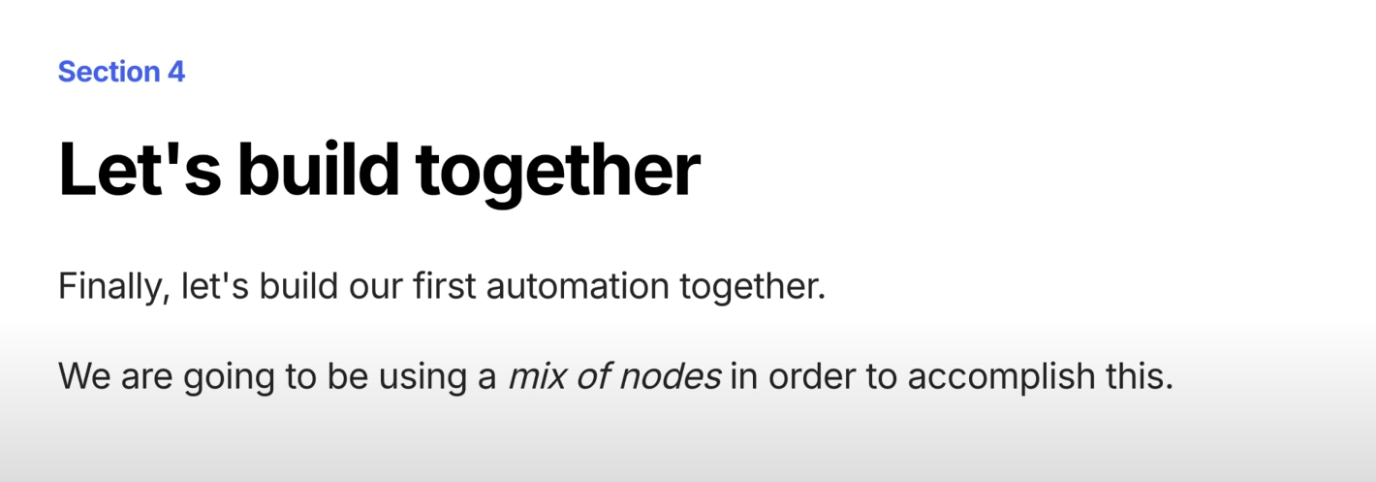 Section 4
Let's build together
Finally, let's build our first automation together.
We are going to be using a mix of nodes in order to accomplish this.